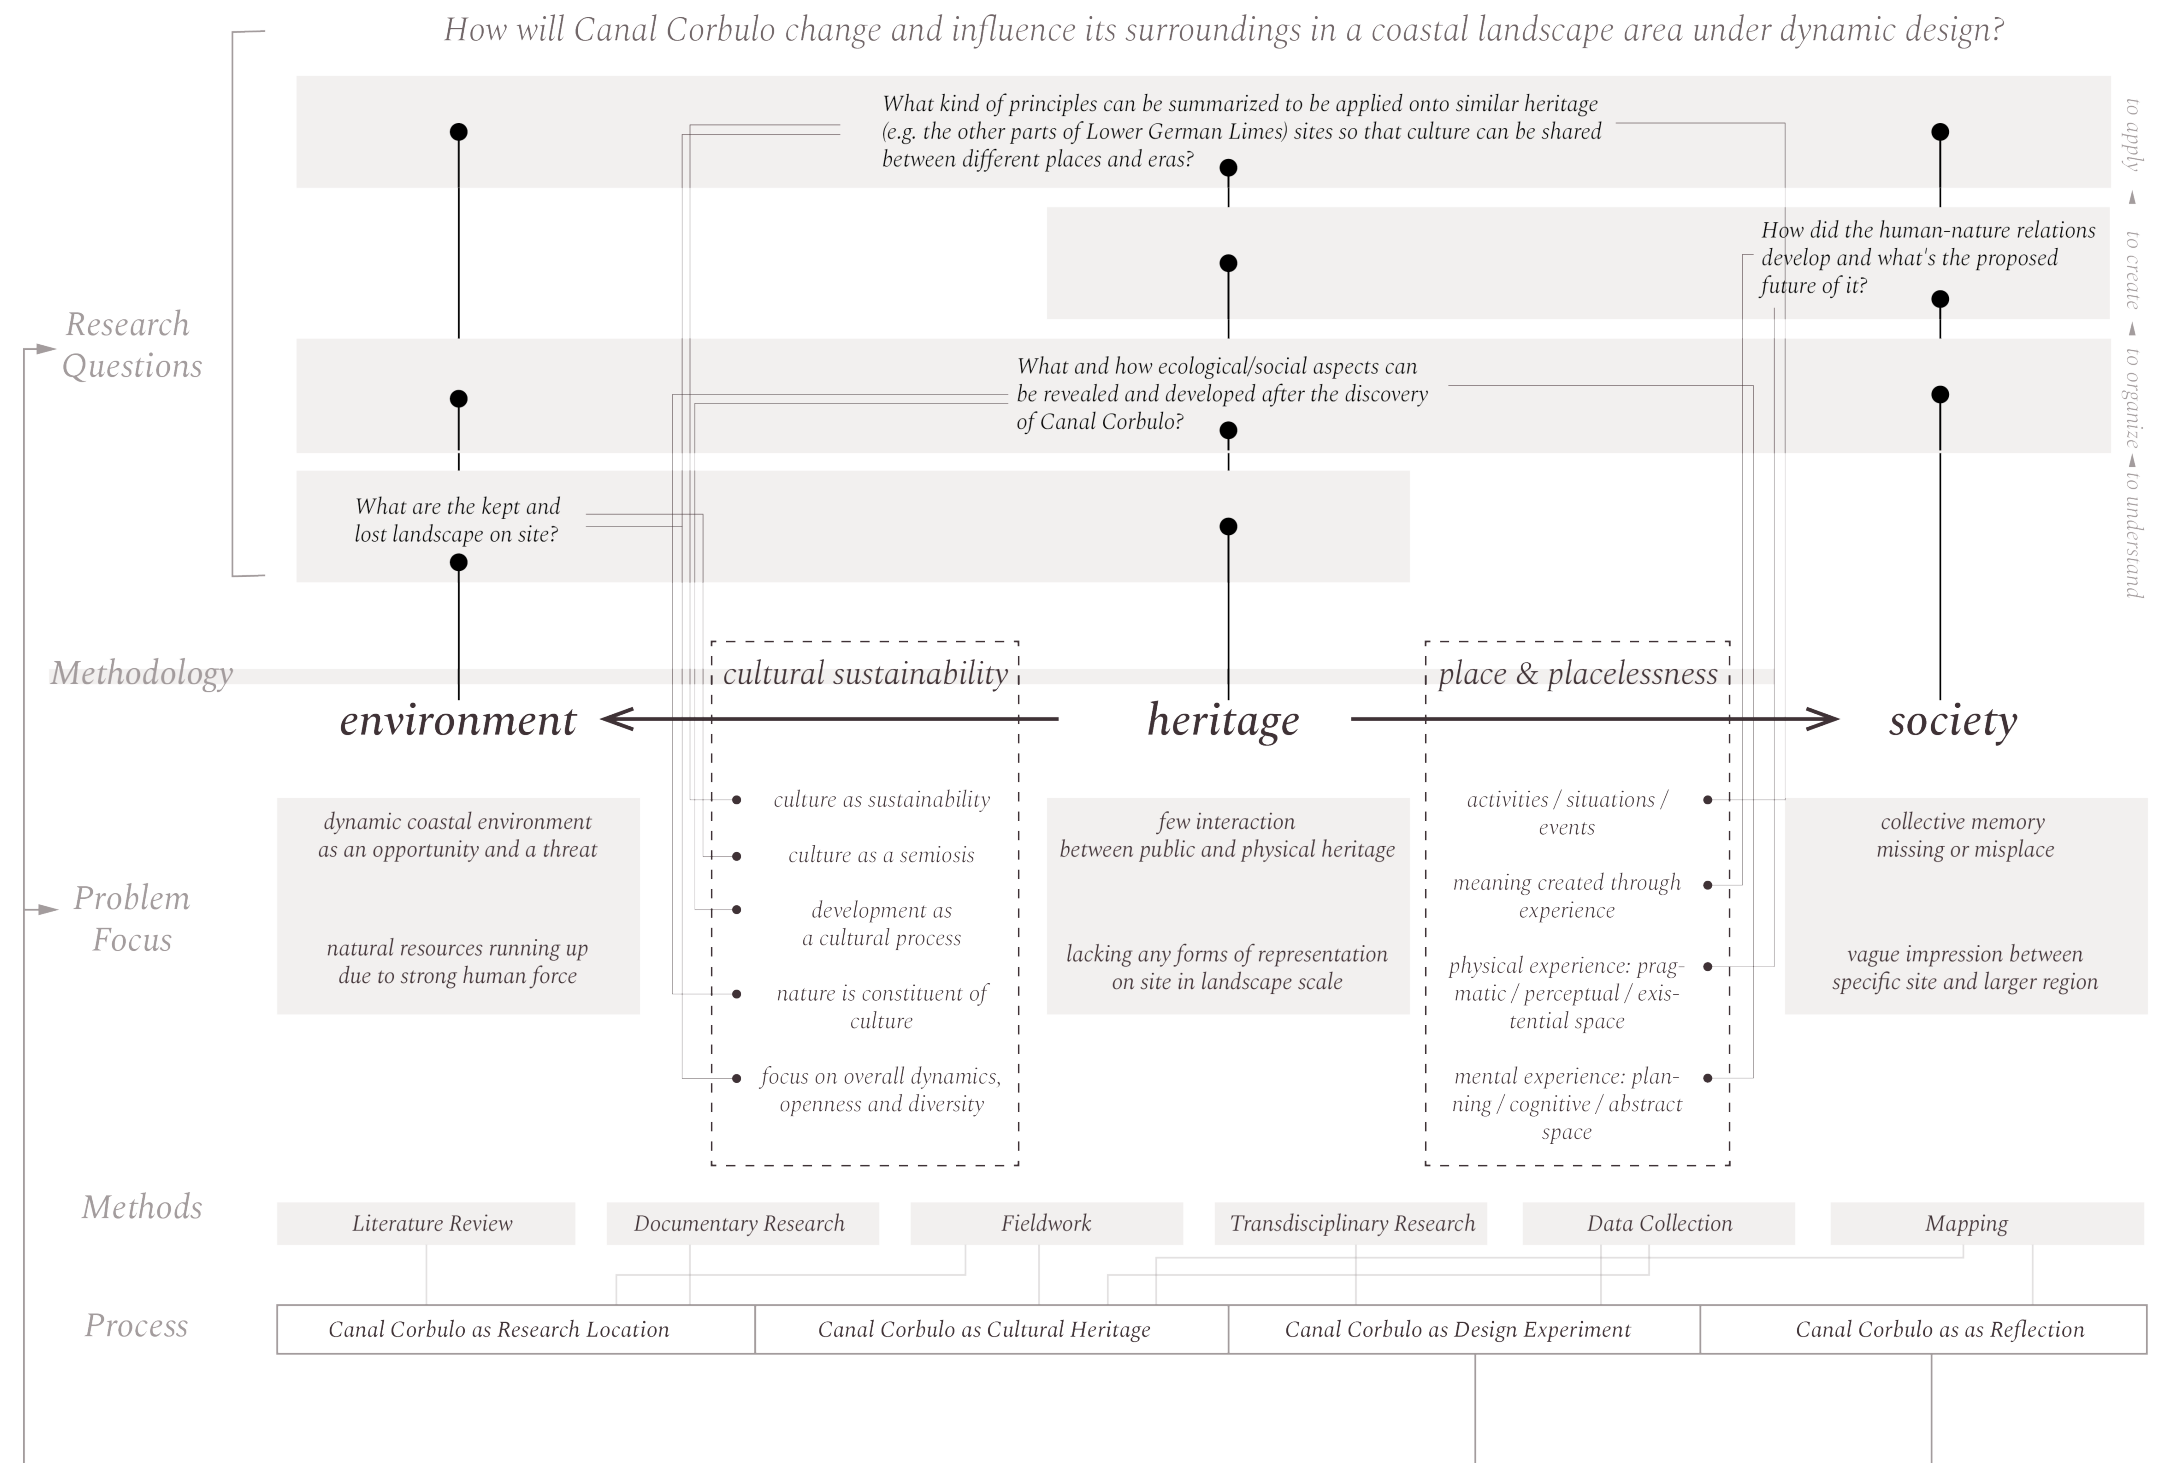 How will Canal Corbulo change and influence its surroundings in a coastal landscape area under dynamic design?
What kind of principles can be summarized to be applied onto similar heritage
(e.g. the other parts of Lower German Limes) sites so that culture can be shared
between different places and eras?
to apply
How did the human-nature relations
develop and what's the proposed
future of it?
to create
Research
Questions
What and how ecological/social aspects can
be revealed and developed after the discovery
of Canal Corbulo?
to organize
What are the kept and
lost landscape on site?
to understand
Methodology
cultural sustainability
place & placelessness
environment
heritage
society
Problem
Focus
dynamic coastal environment
as an opportunity and a threat
natural resources running up
due to strong human force
culture as sustainability
culture as a semiosis
development as
a cultural process
nature is constituent of
culture
focus on overall dynamics,
openness and diversity
few interaction
between public and physical heritage
lacking any forms of representation
on site in landscape scale
activities / situations /
events
meaning created through
experience
physical experience: prag-
matic / perceptual / exis-
tential space
mental experience: plan-
ning / cognitive / abstract
space
collective memory
missing or misplace
vague impression between
specific site and larger region
Methods
Literature Review
Documentary Research
Fieldwork
Transdisciplinary Research
Data Collection
Mapping
Process
Canal Corbulo as Research Location
Canal Corbulo as Cultural Heritage
Canal Corbulo as Design Experiment
Canal Corbulo as as Reflection